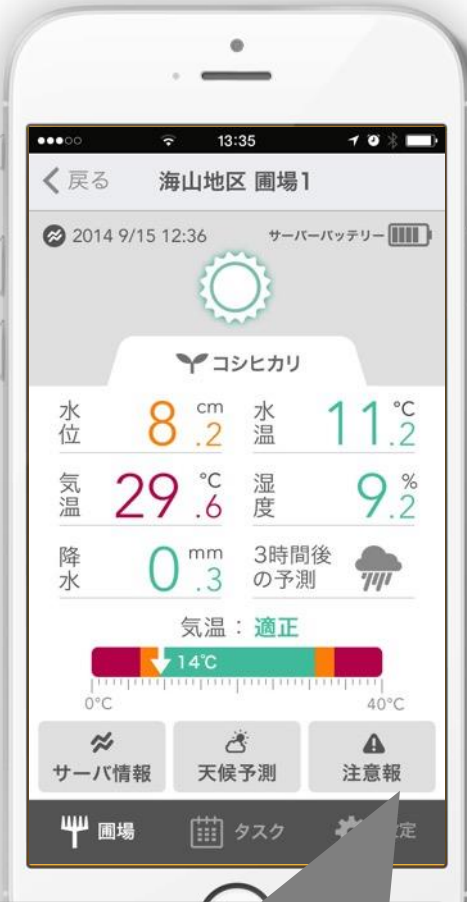 13:35
戻る 海山地区 圃場1
2014 9/15 12:36 サーバーバッテリー
コシヒカリ
水位 8.2 cm 水温 11.2 °C
気温 29.6 °C 湿度 9.2 %
降水 0.3 mm 3時間後の予測
気温：適正
14℃
0°C 40°C
サーバ情報 天候予測 注意報
圃場 タスク 定